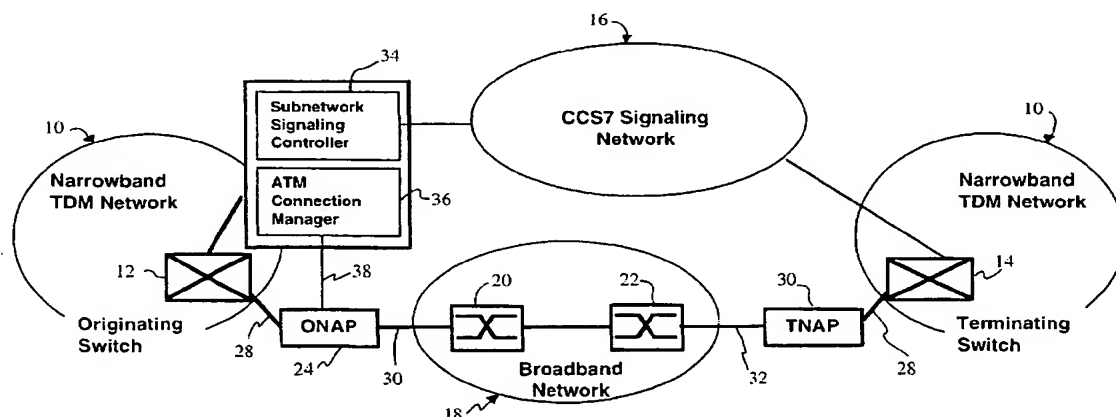 16
34
10
Subnetwork
Signaling
Controller
CCS7 Signaling
Network
10
Narrowband
TDM Network
ATM
Connection
Manager
36
Narrowband
TDM Network
12
38
20
22
30
14
Originating
Switch
ONAP
TNAP
Terminating
Switch
28
24
30
Broadband
Network
32
28
18